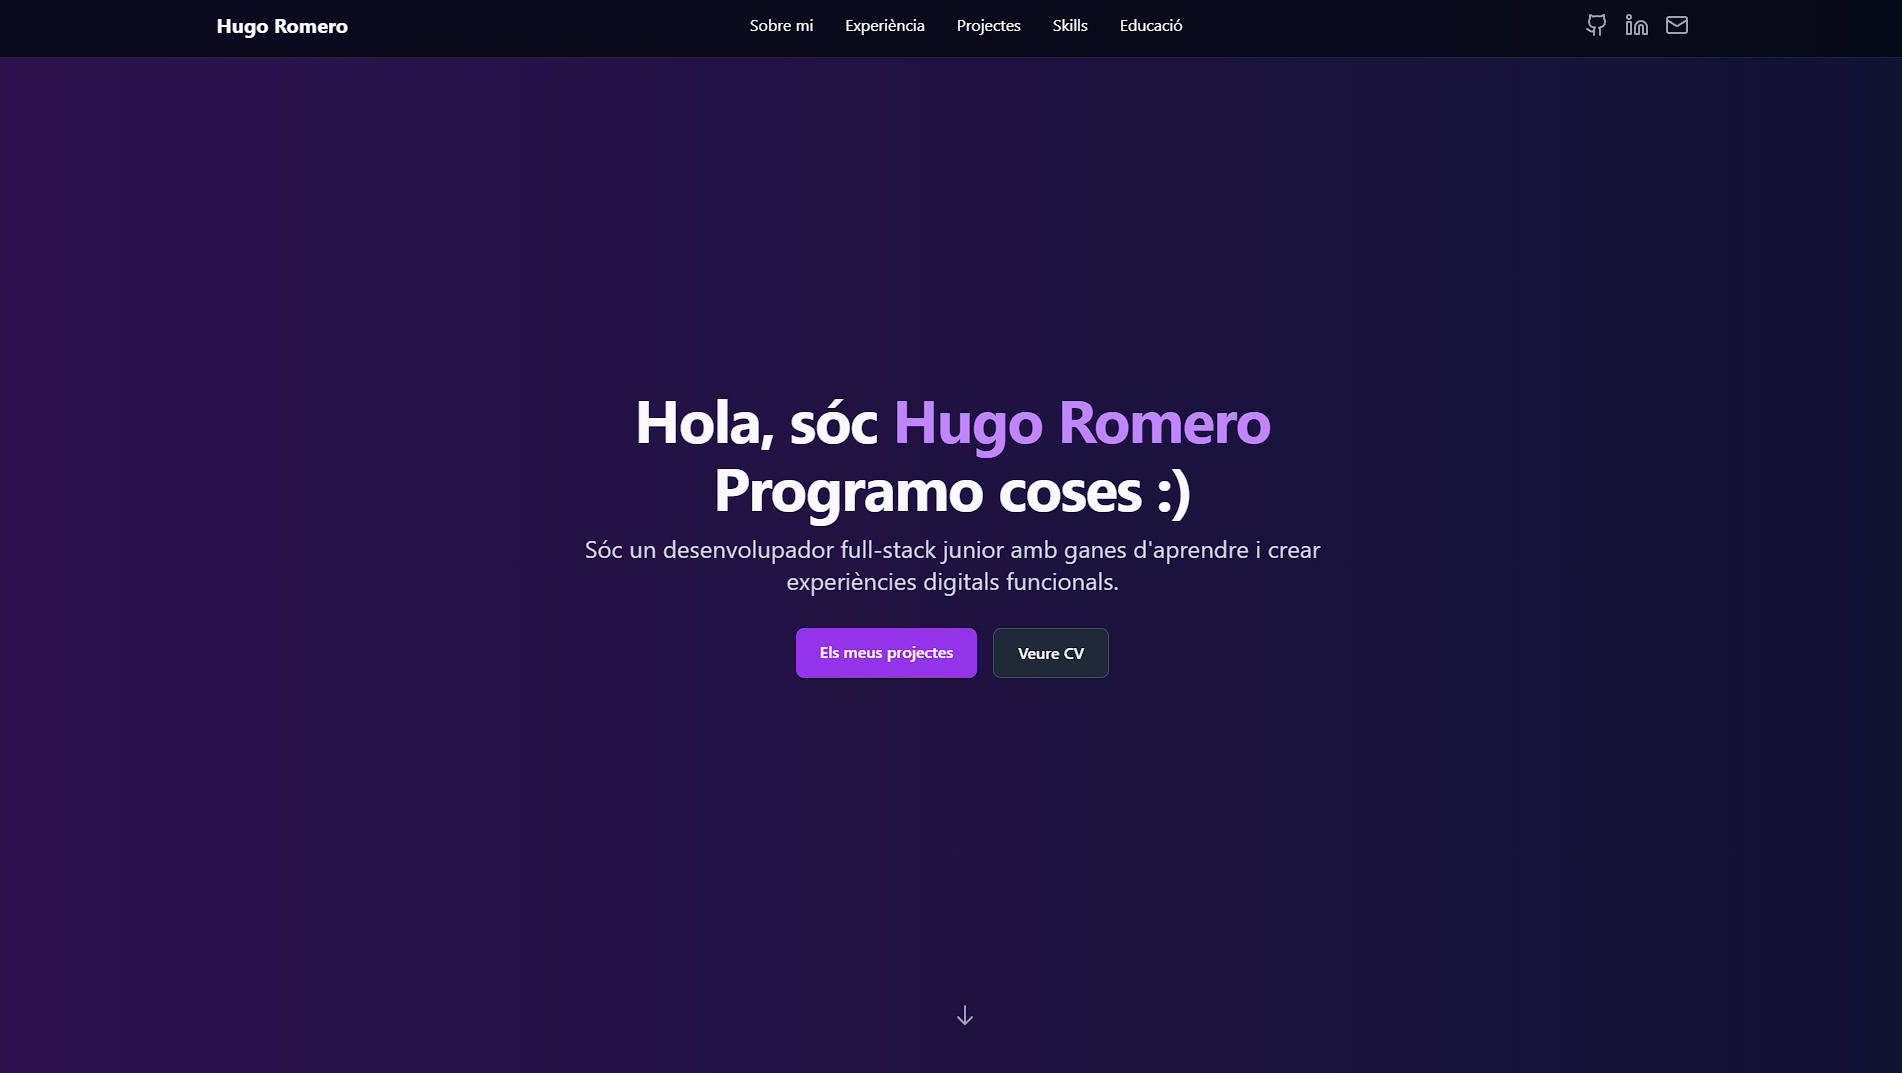 Hugo Romero
Sobre mi
Experiència
Projectes
Skills
Educació
Hola, sóc Hugo Romero
Programo coses :)
Sóc un desenvolupador full-stack junior amb ganes d'aprendre i crear
experiències digitals funcionals.
Els meus projectes
Veure CV